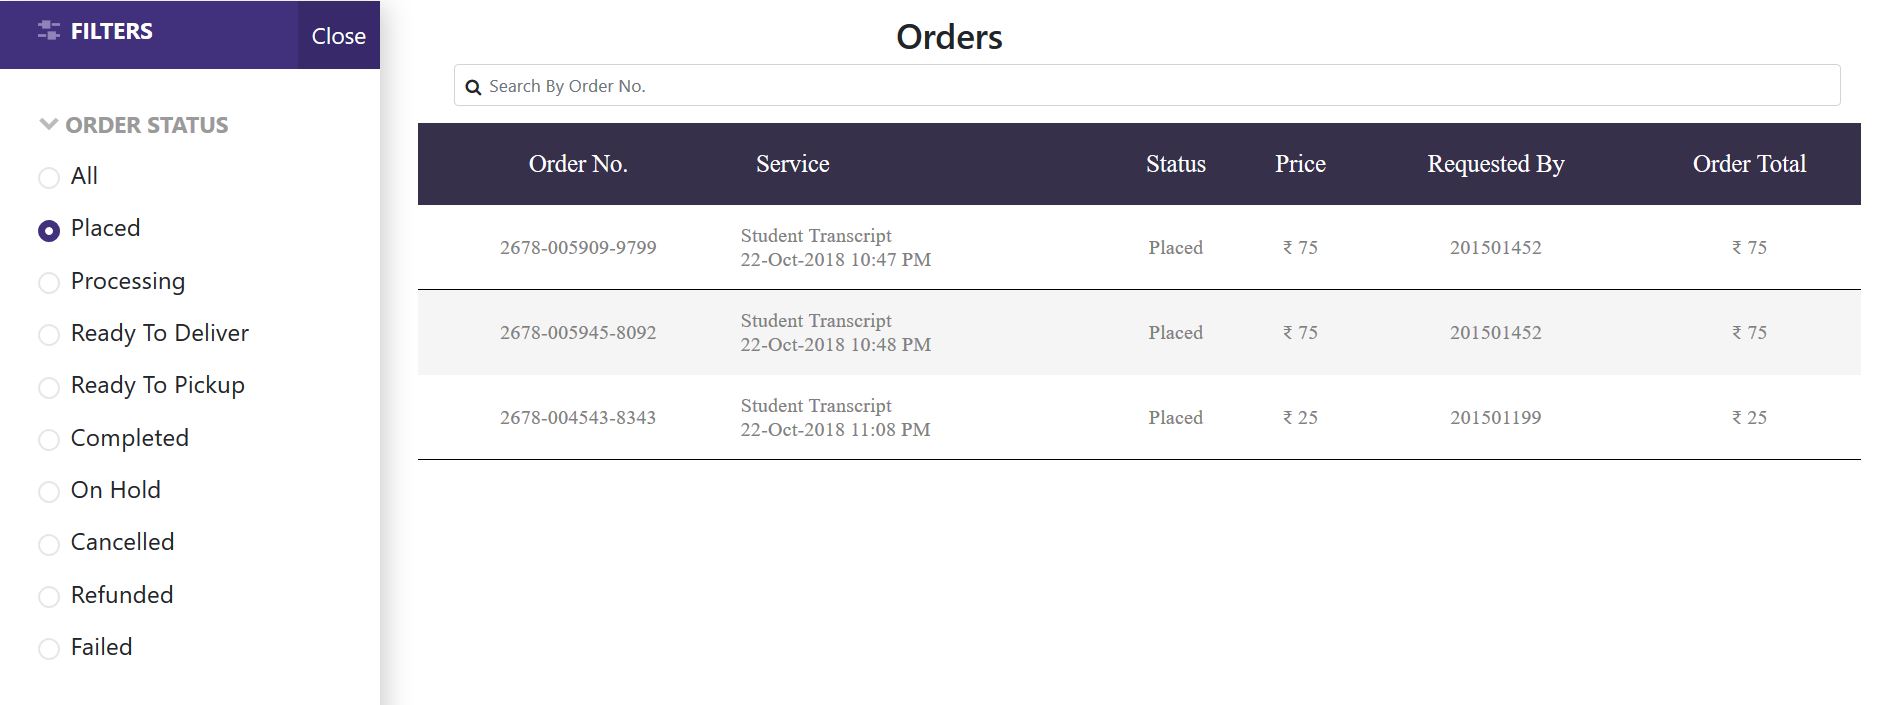 FILTERS
Close
ORDER STATUS
All
Placed
Processing
Ready To Deliver
Ready To Pickup
Completed
On Hold
Cancelled
Refunded
Failed
Orders
Search By Order No.
Order No. Service Status Price Requested By Order Total
2678-005909-9799 Student Transcript Placed ₹ 75 201501452 ₹ 75
22-Oct-2018 10:47 PM
2678-005945-8092 Student Transcript Placed ₹ 75 201501452 ₹ 75
22-Oct-2018 10:48 PM
2678-004543-8343 Student Transcript Placed ₹ 25 201501199 ₹ 25
22-Oct-2018 11:08 PM